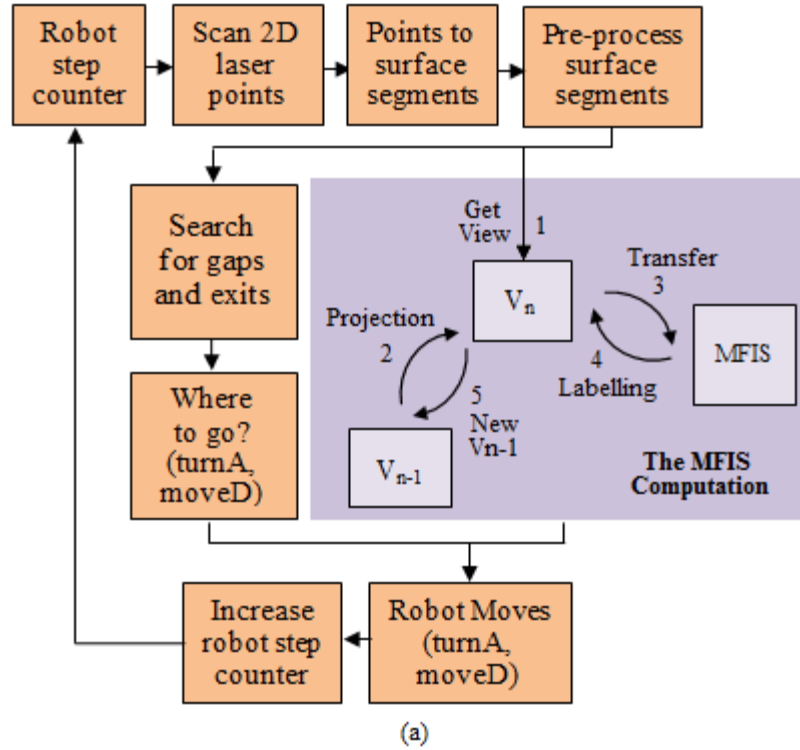 Robot
step
counter
Scan 2D
laser
points
Points to
surface
segments
Pre-process
surface
segments
Search
for gaps
and exits
Where
to go?
(turnA,
moveD)
Get
View
1
Vn
Transfer
3
MFIS
4
Labelling
Projection
2
5
New
Vn-1
Vn-1
The MFIS
Computation
Robot Moves
(turnA,
moveD)
Increase
robot step
counter
(a)